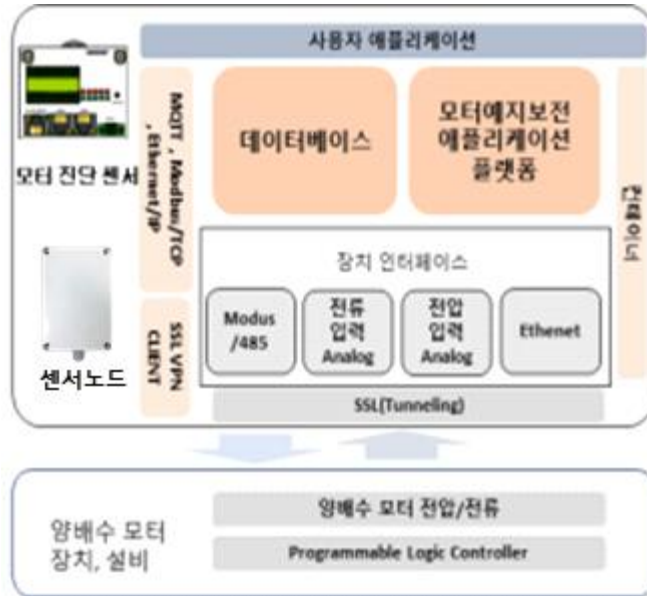 사용자 애플리케이션
모터 진단 센서
센서노드
MQTT , Modbus/TCP
, Ethernet/IP
SSL VPN
CLIENT
데이터베이스
모터예지보전
애플리케이션
플랫폼
컨테이너
장치 인터페이스
Modus
/485
전류
입력
Analog
전압
입력
Analog
Ethenet
SSL(Tunneling)
양배수 모터
장치, 설비
양배수 모터 전압/전류
Programmable Logic Controller